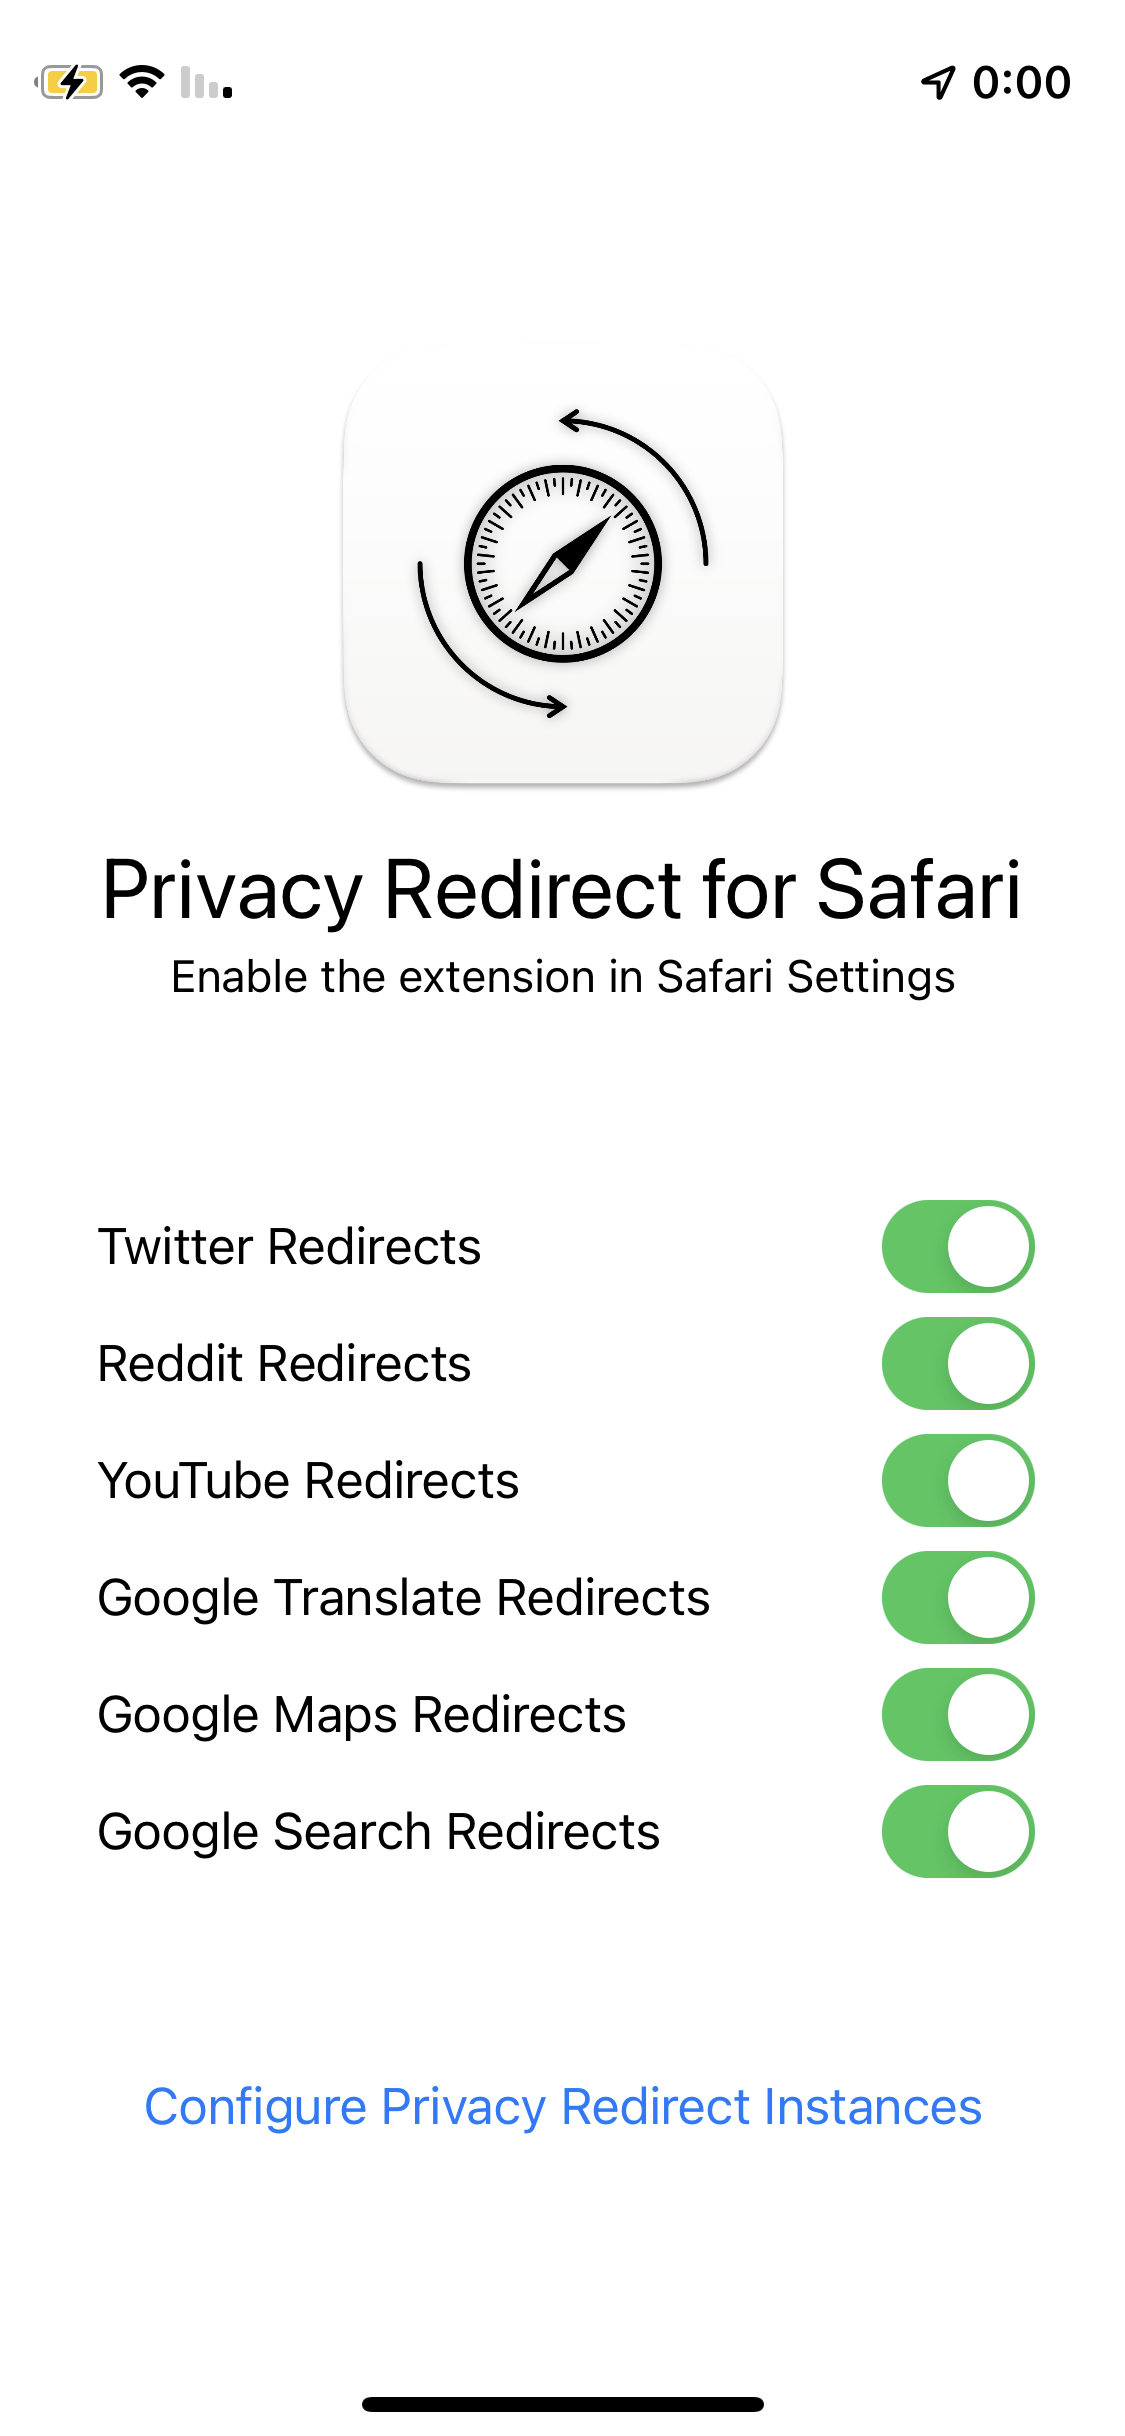 0:00
Privacy Redirect for Safari
Enable the extension in Safari Settings
Twitter Redirects
Reddit Redirects
YouTube Redirects
Google Translate Redirects
Google Maps Redirects
Google Search Redirects
Configure Privacy Redirect Instances